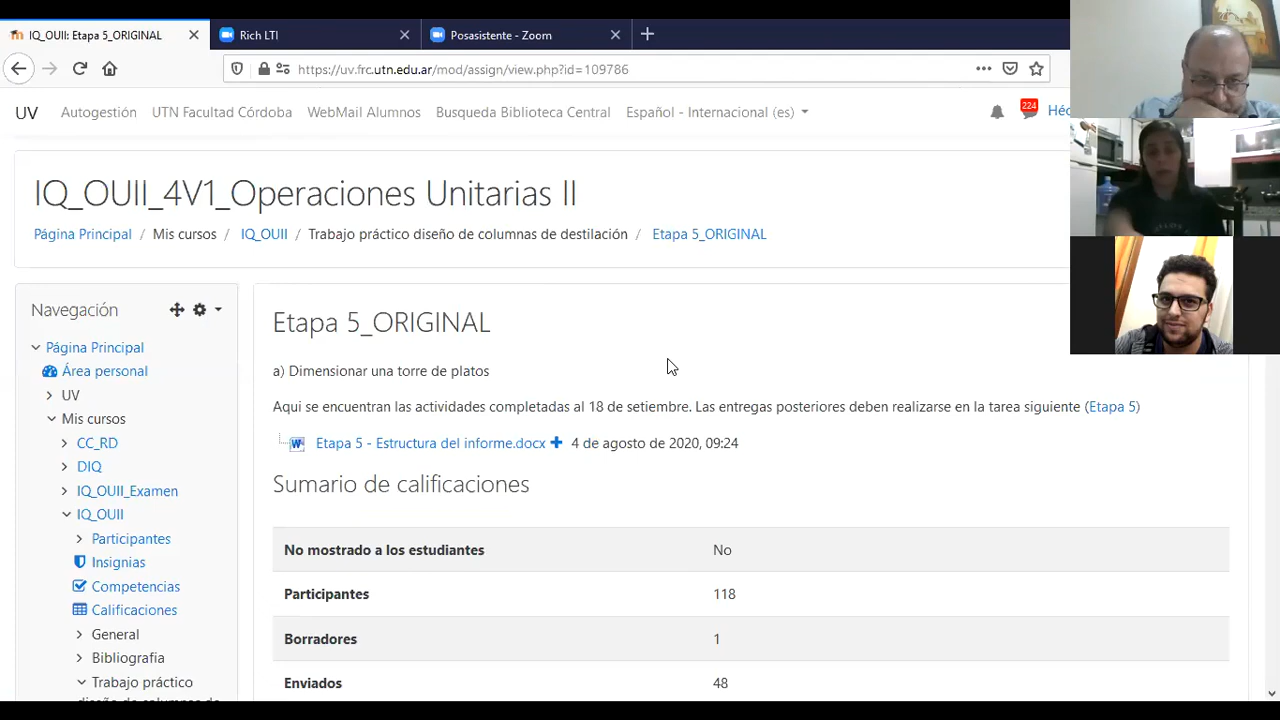 IQ_OUII: Etapa 5_ORIGINAL
Rich LTI
Posasistente - Zoom
https://uv.frc.utn.edu.ar/mod/assign/view.php?id=109786
UV Autogestión UTN Facultad Córdoba WebMail Alumnos Busqueda Biblioteca Central Español - Internacional (es)
224
Héc
IQ_OUII_4V1_Operaciones Unitarias II
Página Principal / Mis cursos / IQ_OUII / Trabajo práctico diseño de columnas de destilación / Etapa 5_ORIGINAL
Navegación
Página Principal
Área personal
UV
Mis cursos
CC_RD
DIQ
IQ_OUII_Examen
IQ_OUII
Participantes
Insignias
Competencias
Calificaciones
General
Bibliografia
Trabajo práctico
Etapa 5_ORIGINAL
a) Dimensionar una torre de platos
Aqui se encuentran las actividades completadas al 18 de setiembre. Las entregas posteriores deben realizarse en la tarea siguiente (Etapa 5)
Etapa 5 - Estructura del informe.docx 4 de agosto de 2020, 09:24
Sumario de calificaciones
No mostrado a los estudiantes No
Participantes 118
Borradores 1
Enviados 48